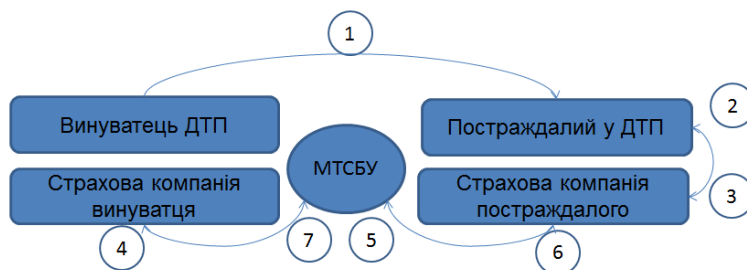 1
2
Винуватець ДТП
Постраждалий у ДТП
МТСБУ
Страхова компанія
винуватця
Страхова компанія
постраждалого
3
4
7
5
6